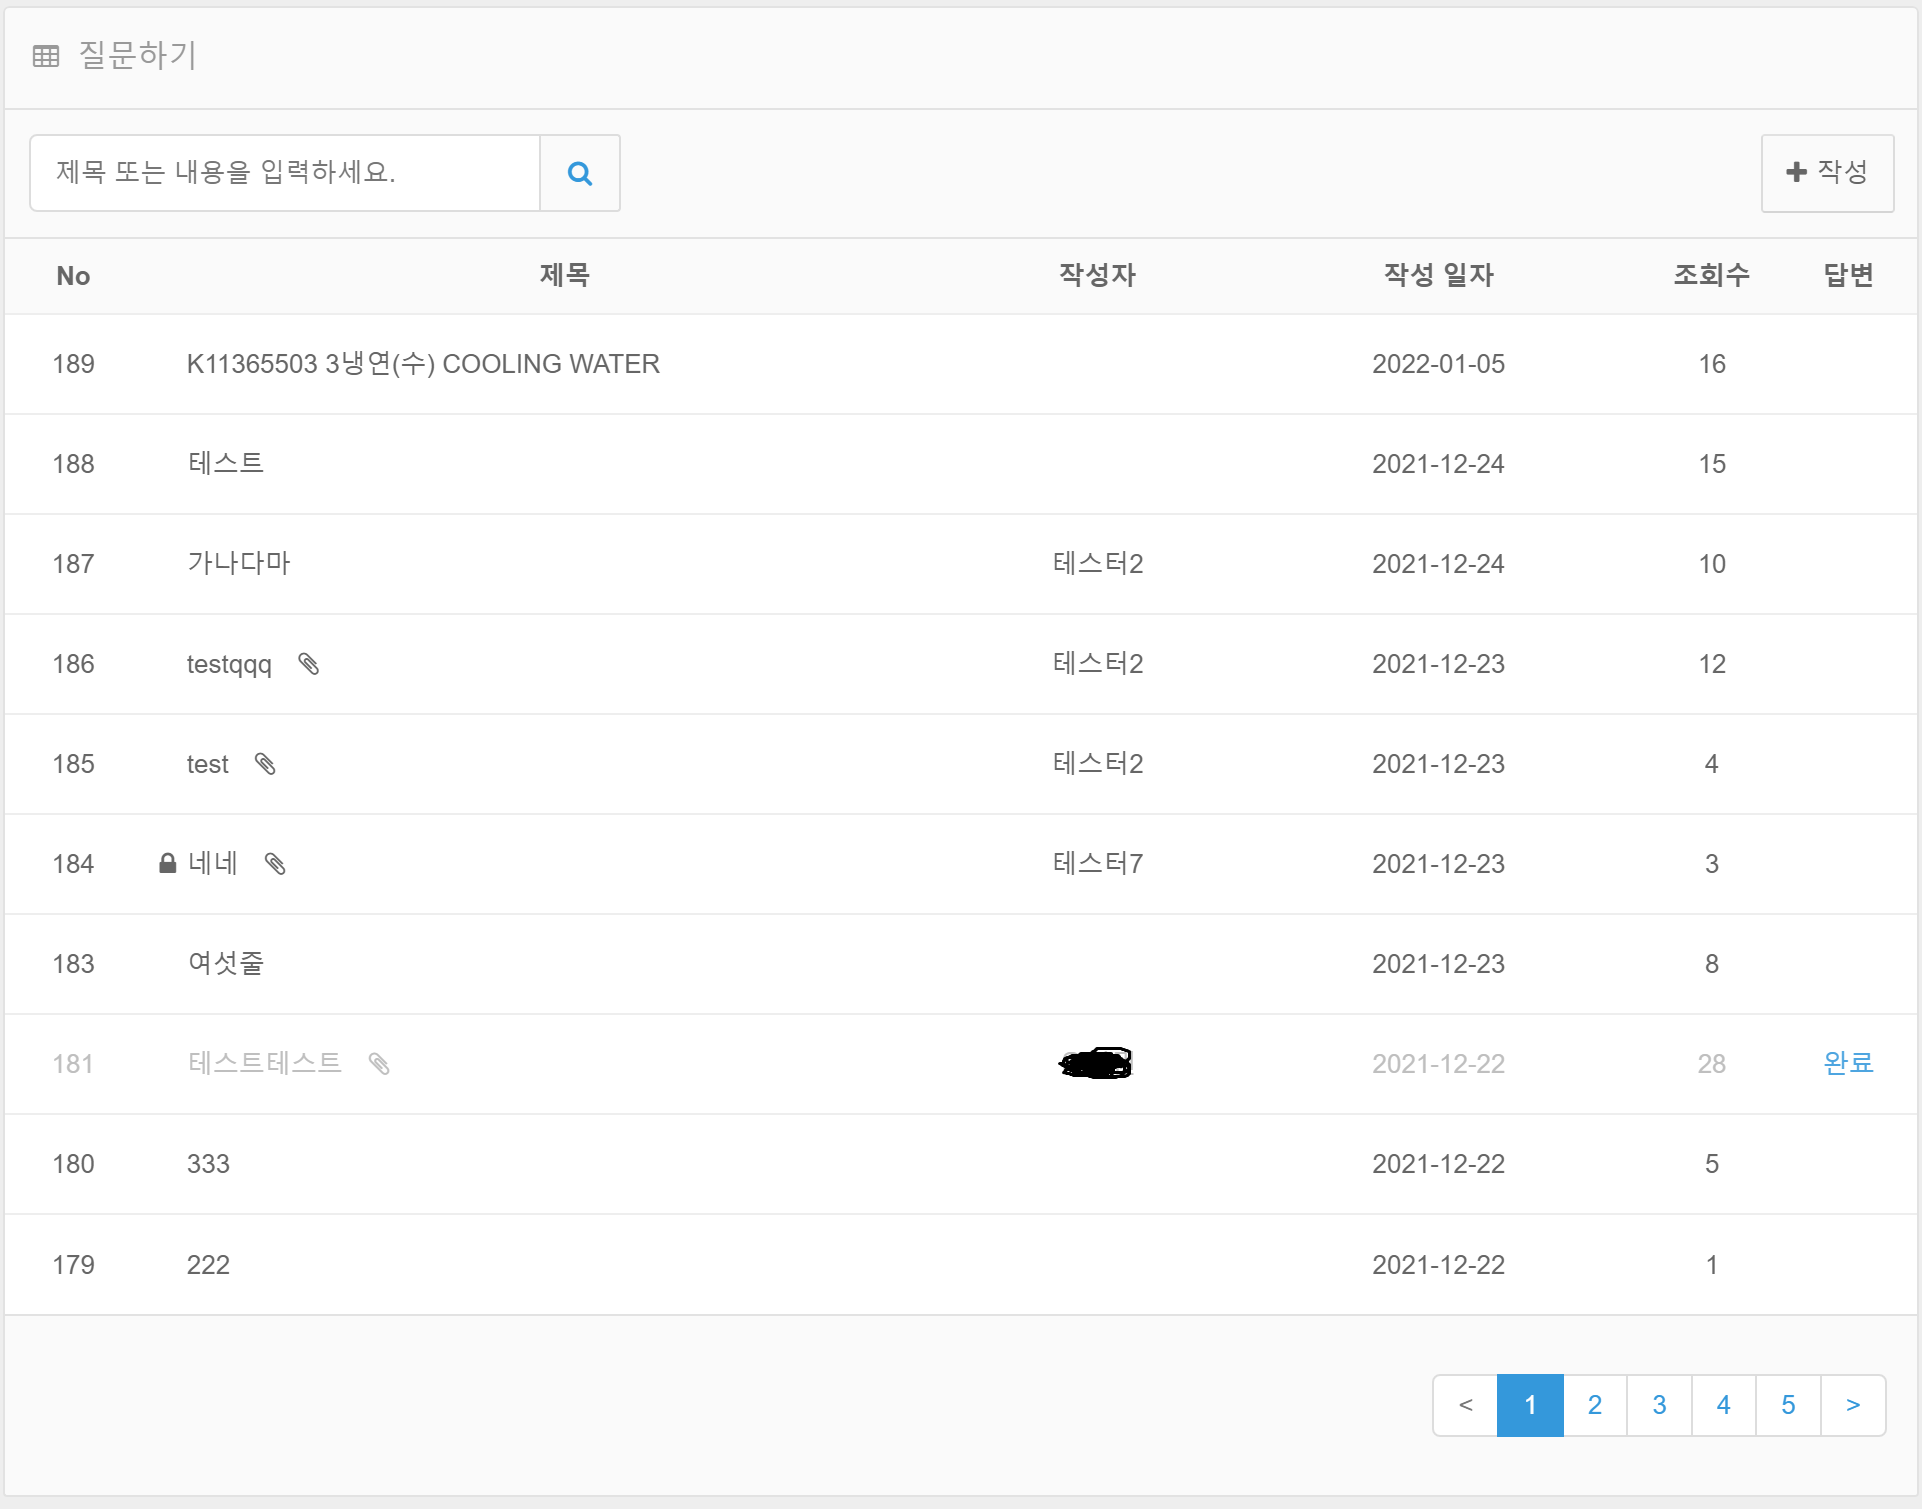 질문하기
제목 또는 내용을 입력하세요.
작성
No 제목 작성자 작성 일자 조회수 답변
189 K11365503 3냉연(수) COOLING WATER 2022-01-05 16
188 테스트 2021-12-24 15
187 가나다마 테스터2 2021-12-24 10
186 testqqq 테스터2 2021-12-23 12
185 test 테스터2 2021-12-23 4
184 네네 테스터7 2021-12-23 3
183 여섯줄 2021-12-23 8
181 테스트테스트 2021-12-22 28 완료
180 333 2021-12-22 5
179 222 2021-12-22 1
< 1 2 3 4 5 >